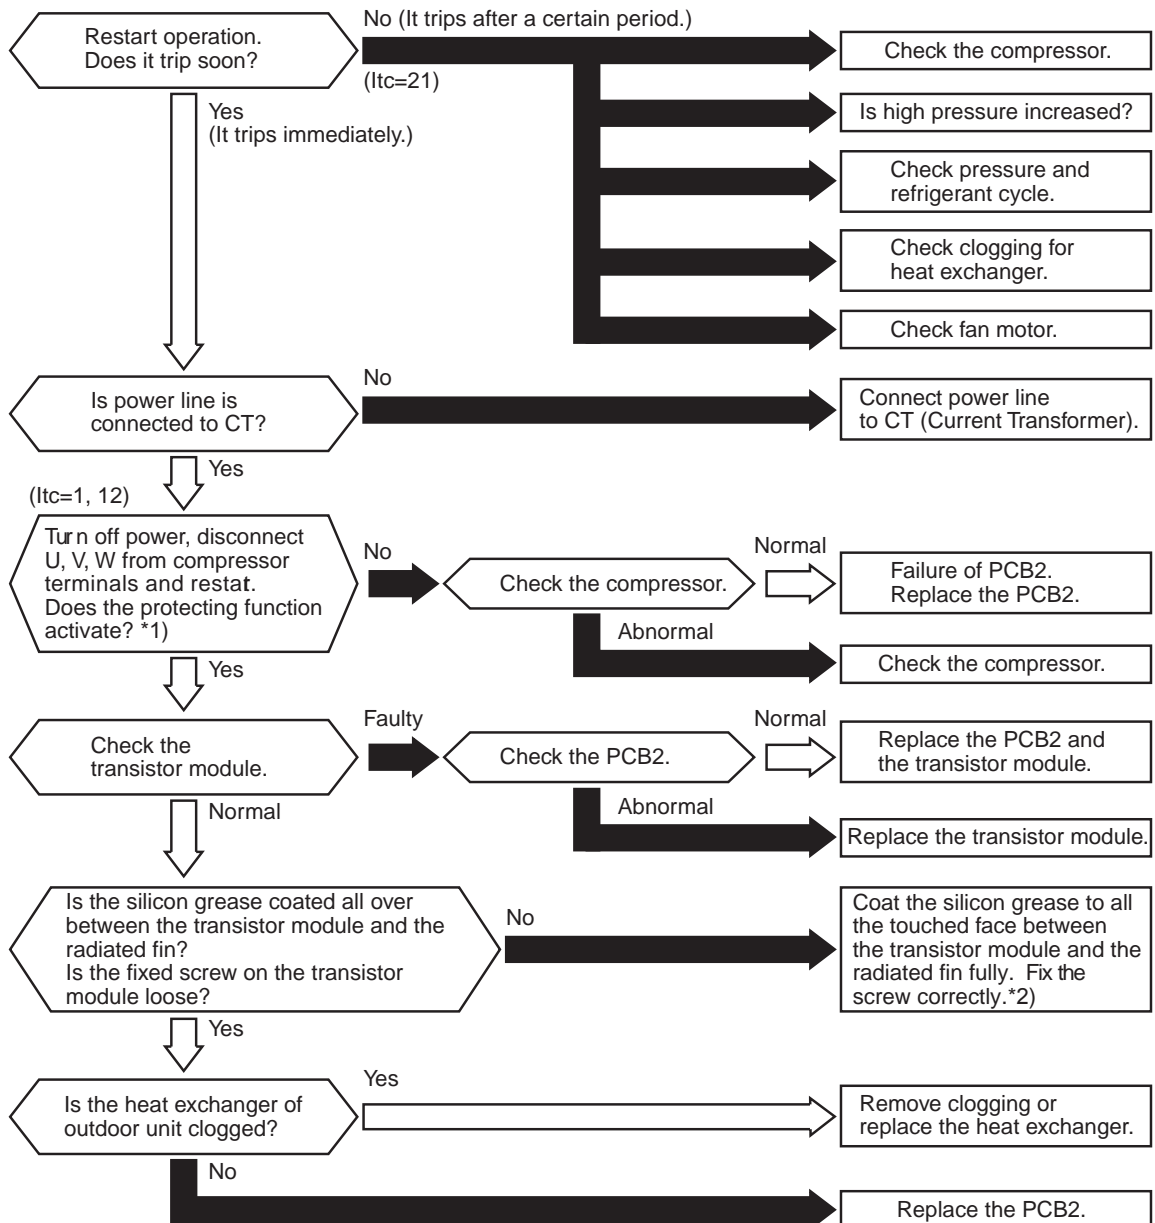 Restart operation.
Does it trip soon?
No (It trips after a certain period.)
(Itc=21)
Check the compressor.
Is high pressure increased?
Check pressure and
refrigerant cycle.
Check clogging for
heat exchanger.
Check fan motor.
Yes
(It trips immediately.)
Is power line is
connected to CT?
No
Connect power line
to CT (Current Transformer).
Yes
(Itc=1, 12)
Turn off power, disconnect
U, V, W from compressor
terminals and restat.
Does the protecting function
activate? *1)
No
Check the compressor.
Normal
Failure of PCB2.
Replace the PCB2.
Abnormal
Check the compressor.
Yes
Check the
transistor module.
Faulty
Check the PCB2.
Normal
Replace the PCB2 and
the transistor module.
Abnormal
Replace the transistor module.
Normal
Is the silicon grease coated all over
between the transistor module and the
radiated fin?
Is the fixed screw on the transistor
module loose?
No
Coat the silicon grease to all
the touched face between
the transistor module and the
radiated fin fully. Fix the
screw correctly.*2)
Yes
Is the heat exchanger of
outdoor unit clogged?
Yes
Remove clogging or
replace the heat exchanger.
No
Replace the PCB2.